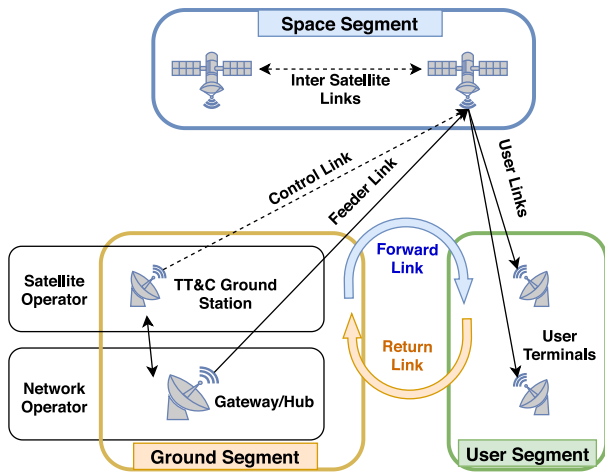 Space Segment
Inter Satellite
Links
Control Link
Feeder Link
User Links
Satellite
Operator
TT&C Ground
Station
Forward
Link
Return
Link
User
Terminals
Network
Operator
Gateway/Hub
Ground Segment
User Segment